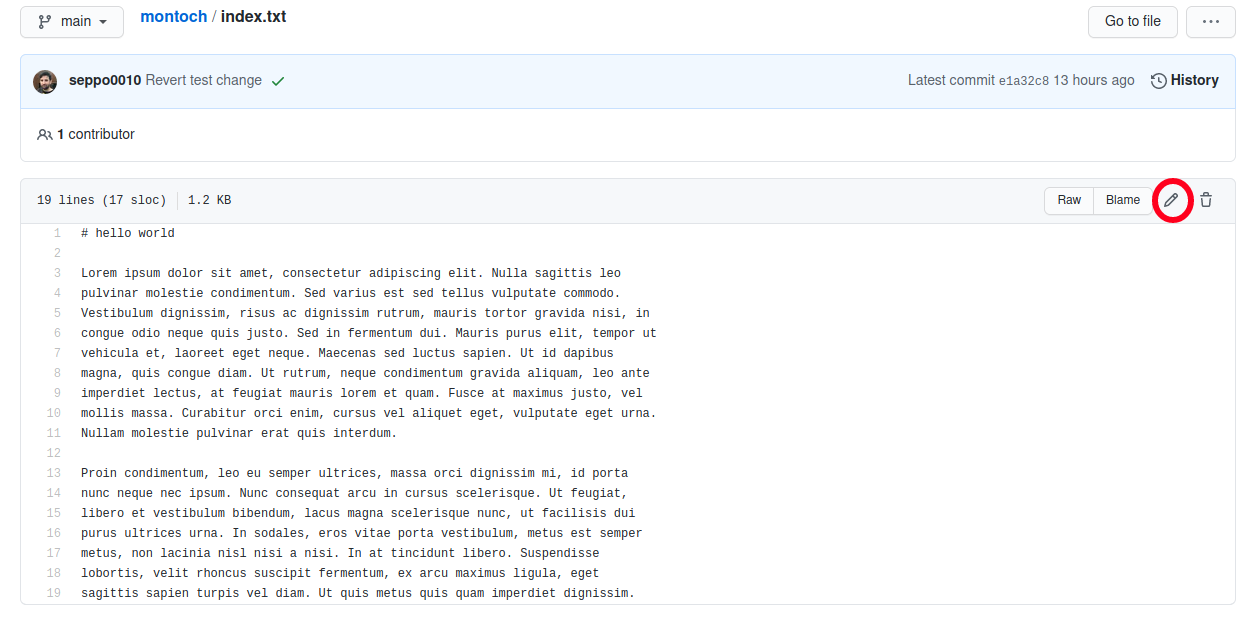 main
montoch / index.txt
Go to file
...
seppo0010 Revert test change
Latest commit e1a32c8 13 hours ago
History
1 contributor
19 lines (17 sloc)
1.2 KB
Raw
Blame
1 # hello world
2
3 Lorem ipsum dolor sit amet, consectetur adipiscing elit. Nulla sagittis leo
4 pulvinar molestie condimentum. Sed varius est sed tellus vulputate commodo.
5 Vestibulum dignissim, risus ac dignissim rutrum, mauris tortor gravida nisi, in
6 congue odio neque quis justo. Sed in fermentum dui. Mauris purus elit, tempor ut
7 vehicula et, laoreet eget neque. Maecenas sed luctus sapien. Ut id dapibus
8 magna, quis congue diam. Ut rutrum, neque condimentum gravida aliquam, leo ante
9 imperdiet lectus, at feugiat mauris lorem et quam. Fusce at maximus justo, vel
10 mollis massa. Curabitur orci enim, cursus vel aliquet eget, vulputate eget urna.
11 Nullam molestie pulvinar erat quis interdum.
12
13 Proin condimentum, leo eu semper ultrices, massa orci dignissim mi, id porta
14 nunc neque nec ipsum. Nunc consequat arcu in cursus scelerisque. Ut feugiat,
15 libero et vestibulum bibendum, lacus magna scelerisque nunc, ut facilisis dui
16 purus ultrices urna. In sodales, eros vitae porta vestibulum, metus est semper
17 metus, non lacinia nisl nisi a nisi. In at tincidunt libero. Suspendisse
18 lobortis, velit rhoncus suscipit fermentum, ex arcu maximus ligula, eget
19 sagittis sapien turpis vel diam. Ut quis metus quis quam imperdiet dignissim.